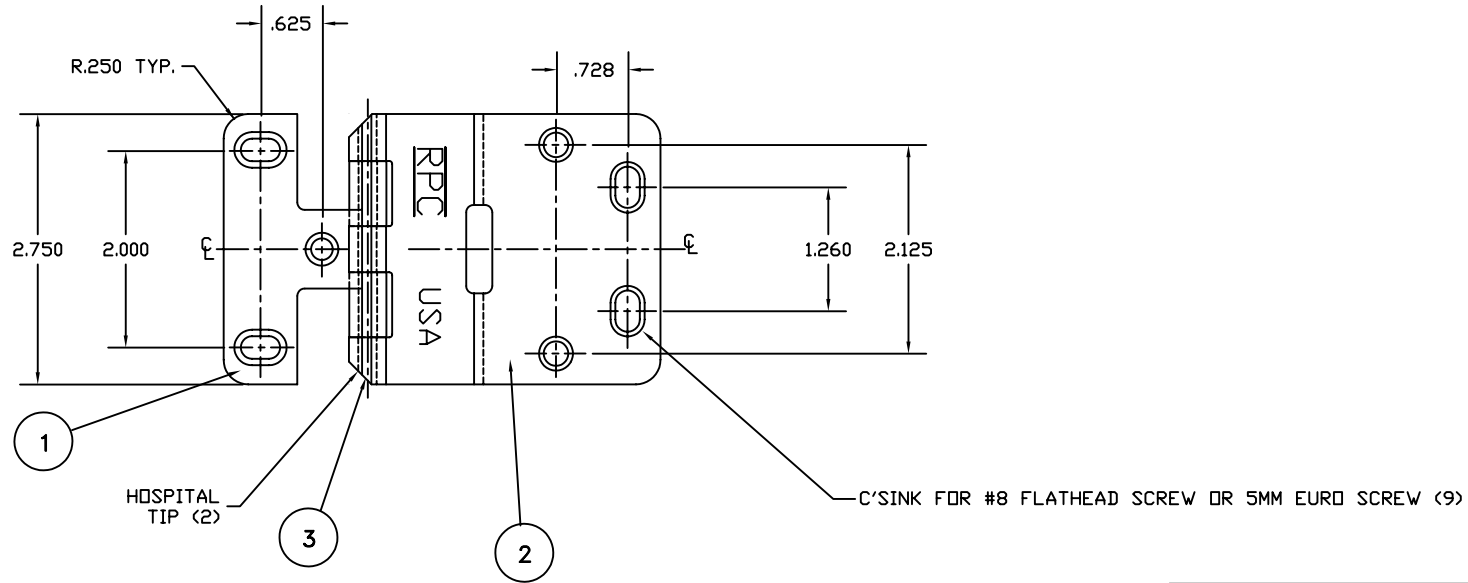 .625
R.250 TYP.
.728
RPC
USA
2.750
2.000
℄
℄
1.260
2.125
1
HOSPITAL
TIP (2)
3
2
C'SINK FOR #8 FLATHEAD SCREW OR 5MM EURO SCREW (9)